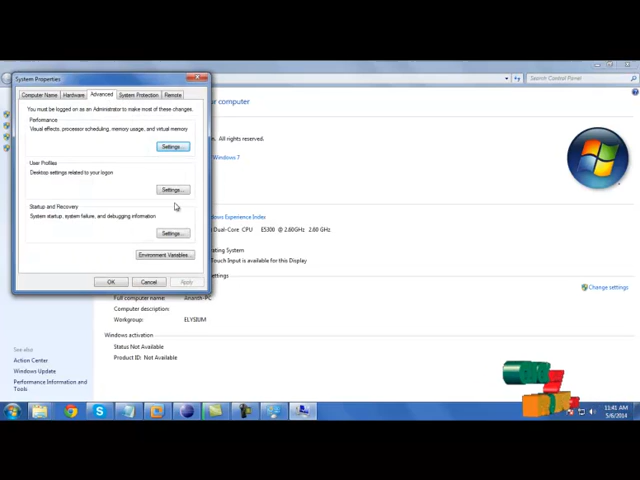 System Properties
Search Control Panel
Computer Name
Hardware
Advanced
System Protection
Remote
You must be logged on as an Administrator to make most of these changes.
Performance
Visual effects, processor scheduling, memory usage, and virtual memory
Settings...
User Profiles
Desktop settings related to your logon
Settings...
Startup and Recovery
System startup, system failure, and debugging information
Settings...
Environment Variables...
OK
Cancel
Apply
ur computer
All rights reserved.
Windows 7
Windows Experience Index
Dual-Core CPU E5300 @ 2.60GHz 2.60 GHz
ating System
Touch Input is available for this Display
settings
Change settings
Full computer name: Ananth-PC
Computer description:
Workgroup: ELYSIUM
Windows activation
Status Not Available
Product ID: Not Available
See also
Action Center
Windows Update
Performance Information and
Tools
11:41 AM
5/6/2014